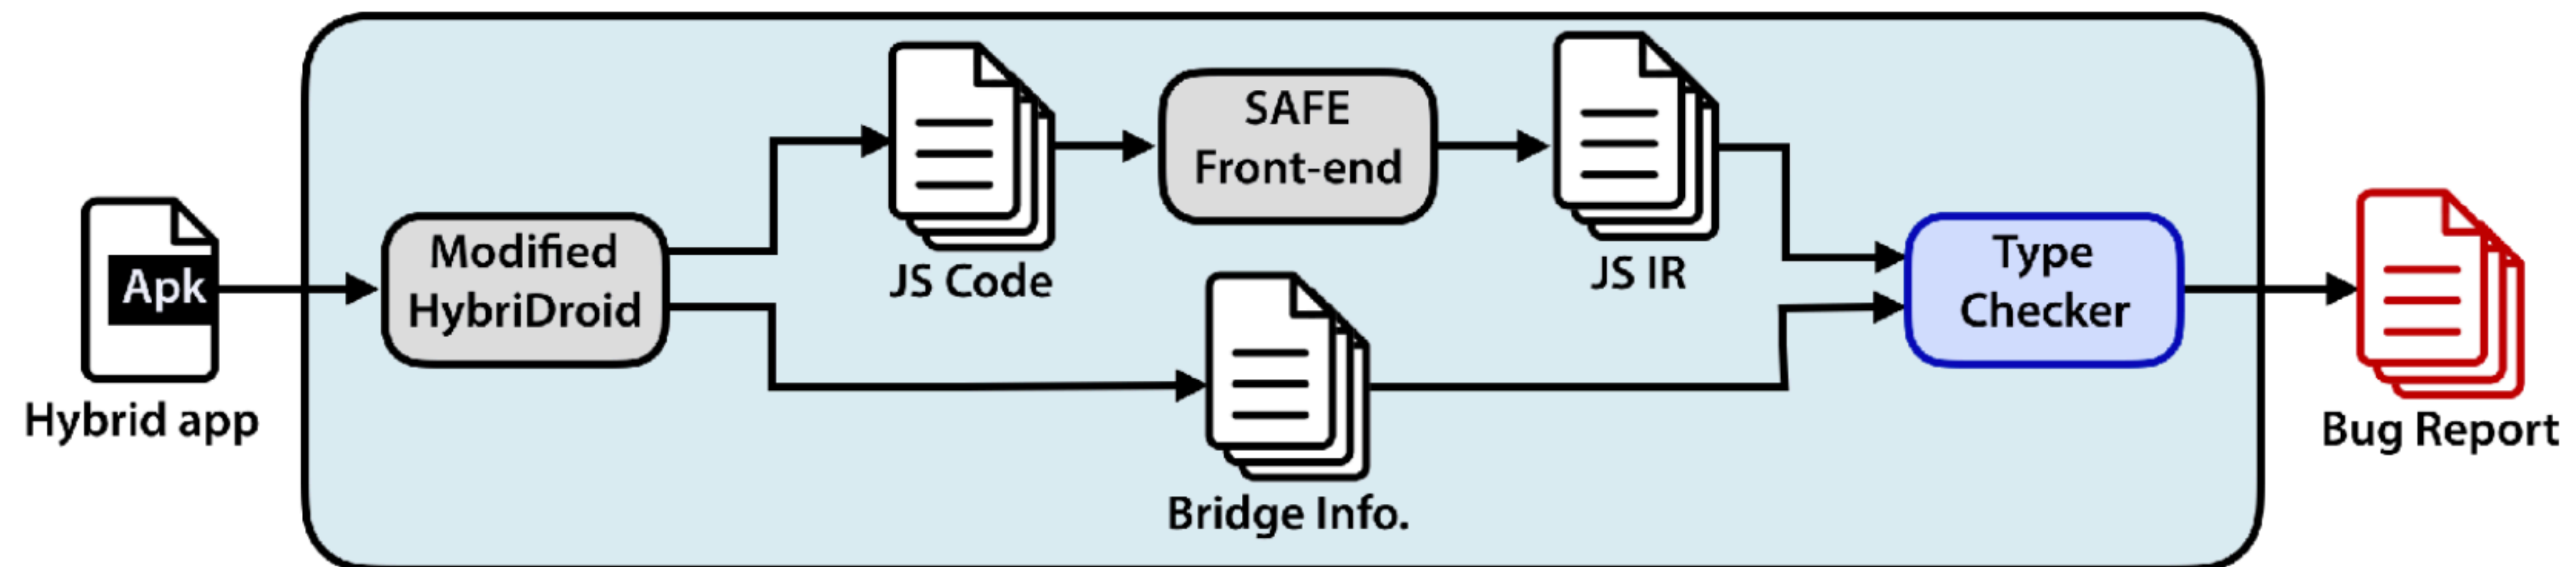 Apk
Hybrid app
Modified
HybriDroid
JS Code
SAFE
Front-end
JS IR
Bridge Info.
Type
Checker
Bug Report